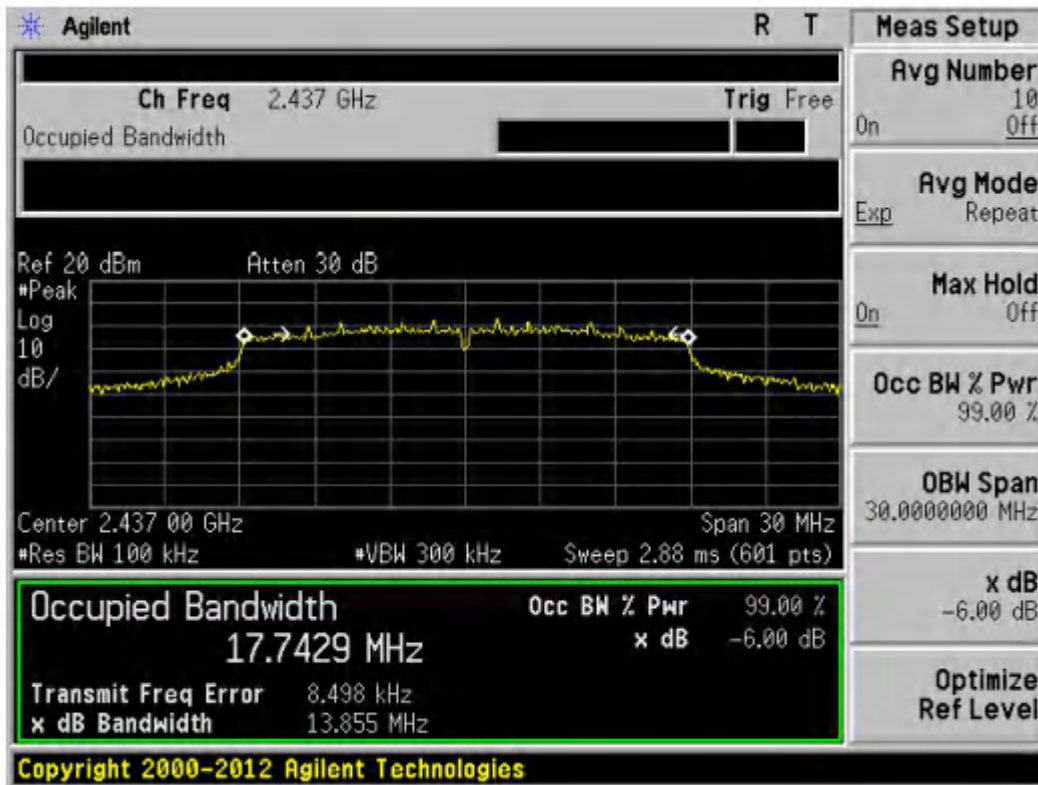 Agilent
R T
Ch Freq 2.437 GHz
Trig Free
Occupied Bandwidth
Ref 20 dBm
Atten 30 dB
#Peak
Log
10
dB/
Center 2.437 00 GHz
Span 30 MHz
#Res BW 100 kHz
#VBW 300 kHz
Sweep 2.88 ms (601 pts)
Occupied Bandwidth
17.7429 MHz
Occ BW % Pwr 99.00 %
x dB -6.00 dB
Transmit Freq Error 8.498 kHz
x dB Bandwidth 13.855 MHz
Copyright 2000-2012 Agilent Technologies
Meas Setup
Avg Number
10
On Off
Avg Mode
Exp Repeat
Max Hold
On Off
Occ BW % Pwr
99.00 %
OBW Span
30.0000000 MHz
x dB
-6.00 dB
Optimize
Ref Level